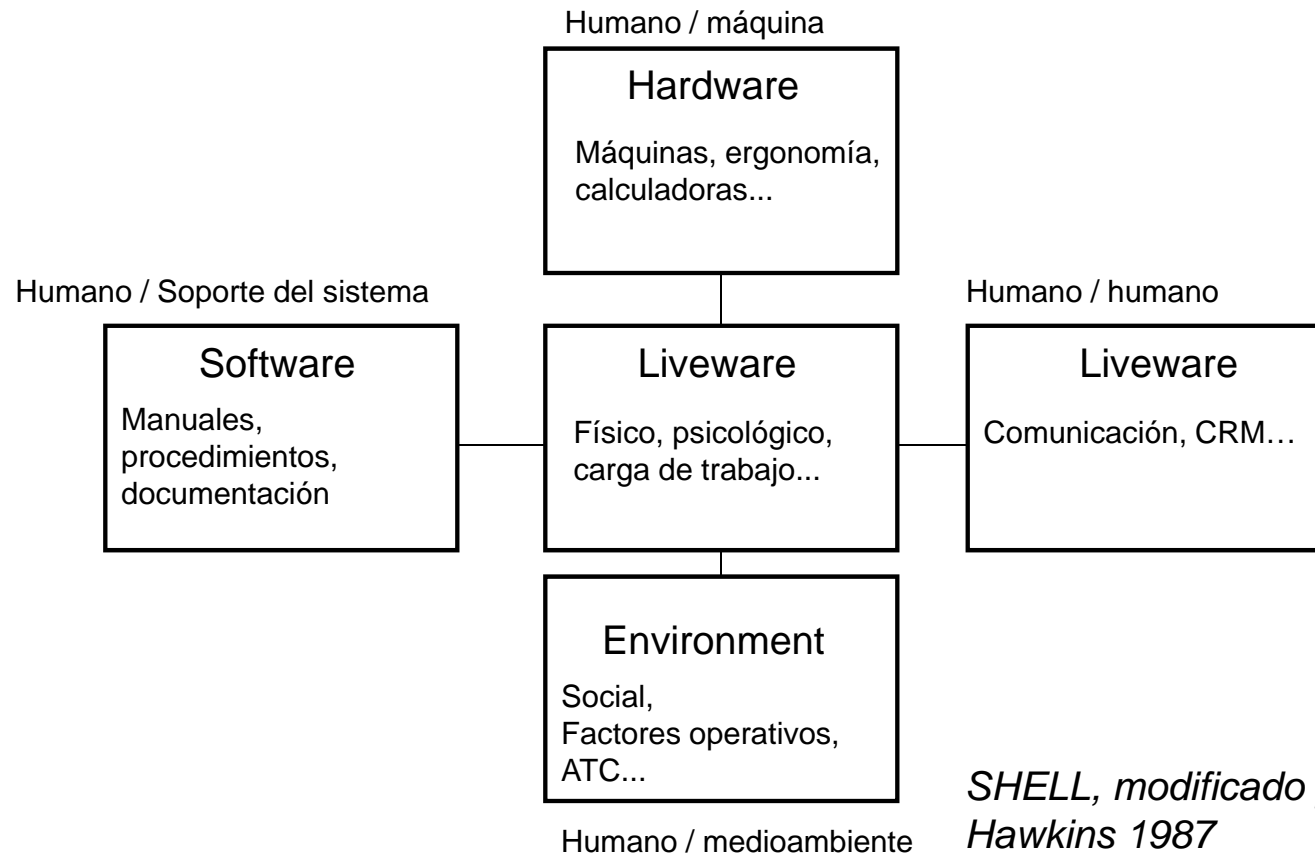 Humano / máquina
Hardware
Máquinas, ergonomía,
calculadoras...
Humano / Soporte del sistema
Humano / humano
Software
Manuales,
procedimientos,
documentación
Liveware
Físico, psicológico,
carga de trabajo...
Liveware
Comunicación, CRM…
Environment
Social,
Factores operativos,
ATC...
Humano / medioambiente
SHELL, modificado
Hawkins 1987